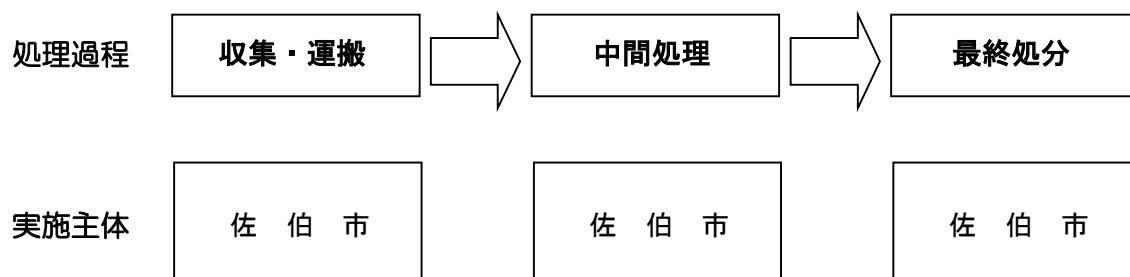 処理過程 収集・運搬 中間処理 最終処分
実施主体 佐 伯 市 佐 伯 市 佐 伯 市